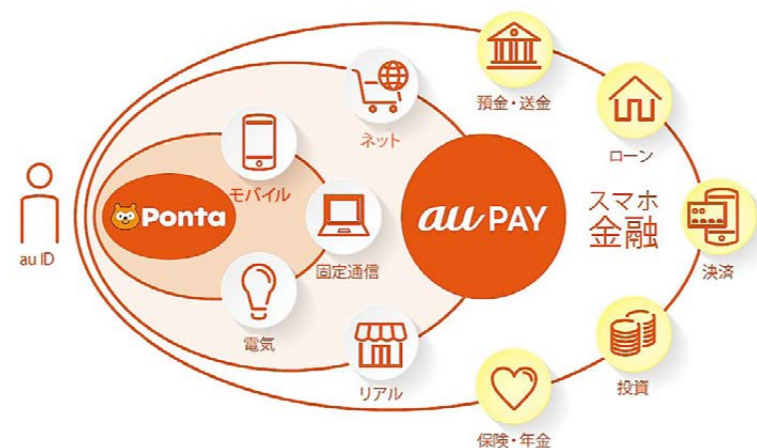 預金・送金
ネット
ローン
モバイル
Ponta
au PAY
スマホ
金融
au ID
固定通信
決済
電気
リアル
投資
保険・年金